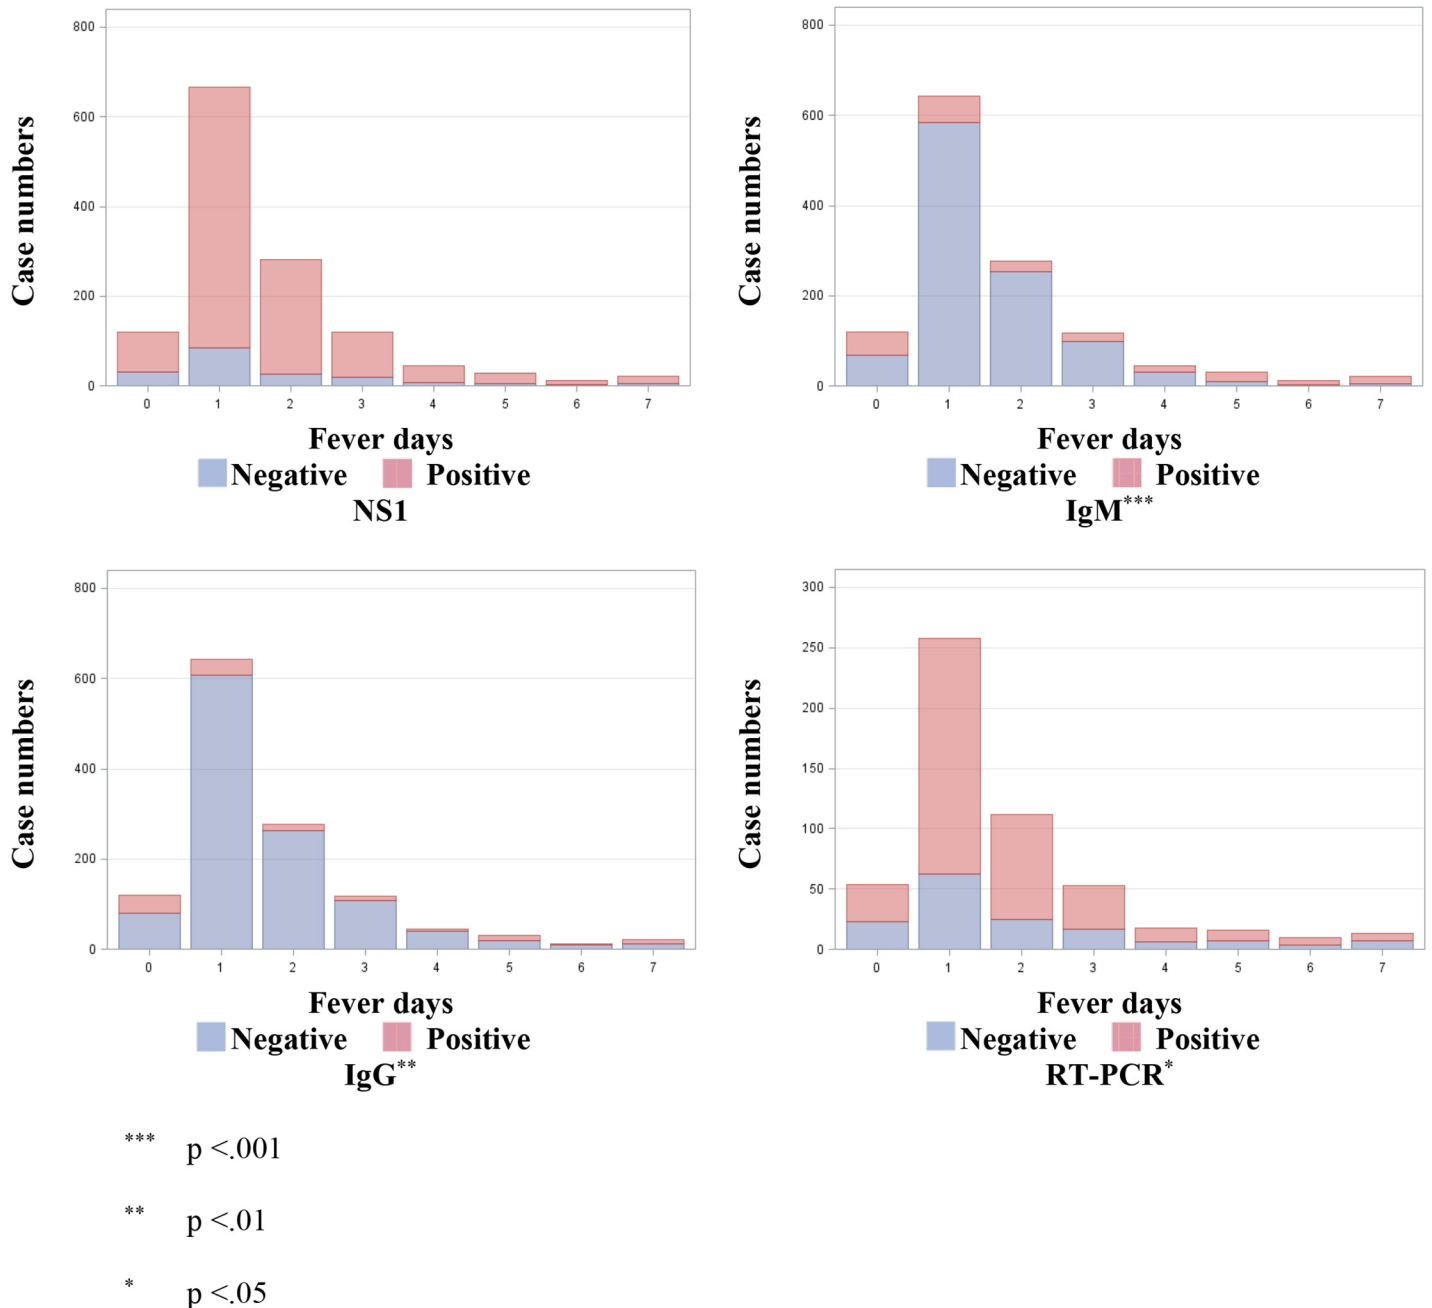 800
600
400
200
0
Case numbers
0 1 2 3 4 5 6 7
Fever days
Negative Positive
NS1
800
600
400
200
0
Case numbers
0 1 2 3 4 5 6 7
Fever days
Negative Positive
IgM***
800
600
400
200
0
Case numbers
0 1 2 3 4 5 6 7
Fever days
Negative Positive
IgG**
300
250
200
150
100
50
0
Case numbers
0 1 2 3 4 5 6 7
Fever days
Negative Positive
RT-PCR*
*** p <.001
** p <.01
* p <.05